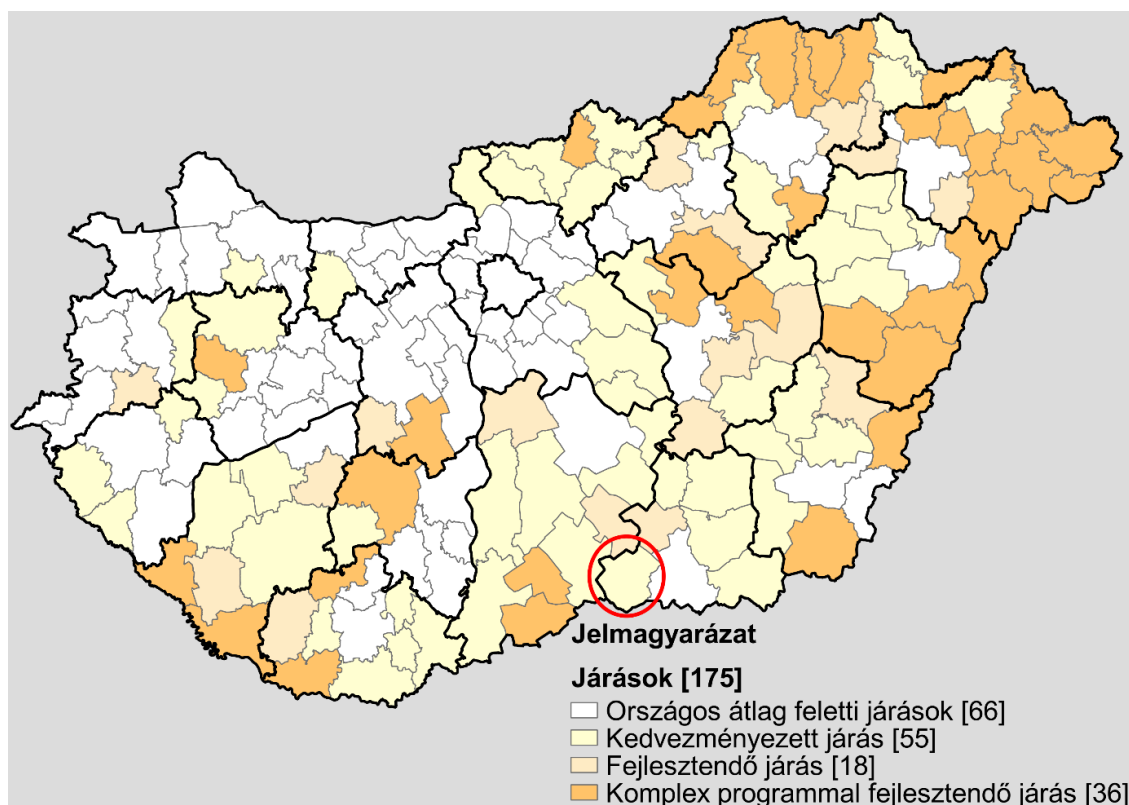 Jelmagyarázat
Járások [175]
Országos átlag feletti járások [66]
Kedvezményezett járás [55]
Fejlesztendő járás [18]
Komplex programmal fejlesztendő járás [36]